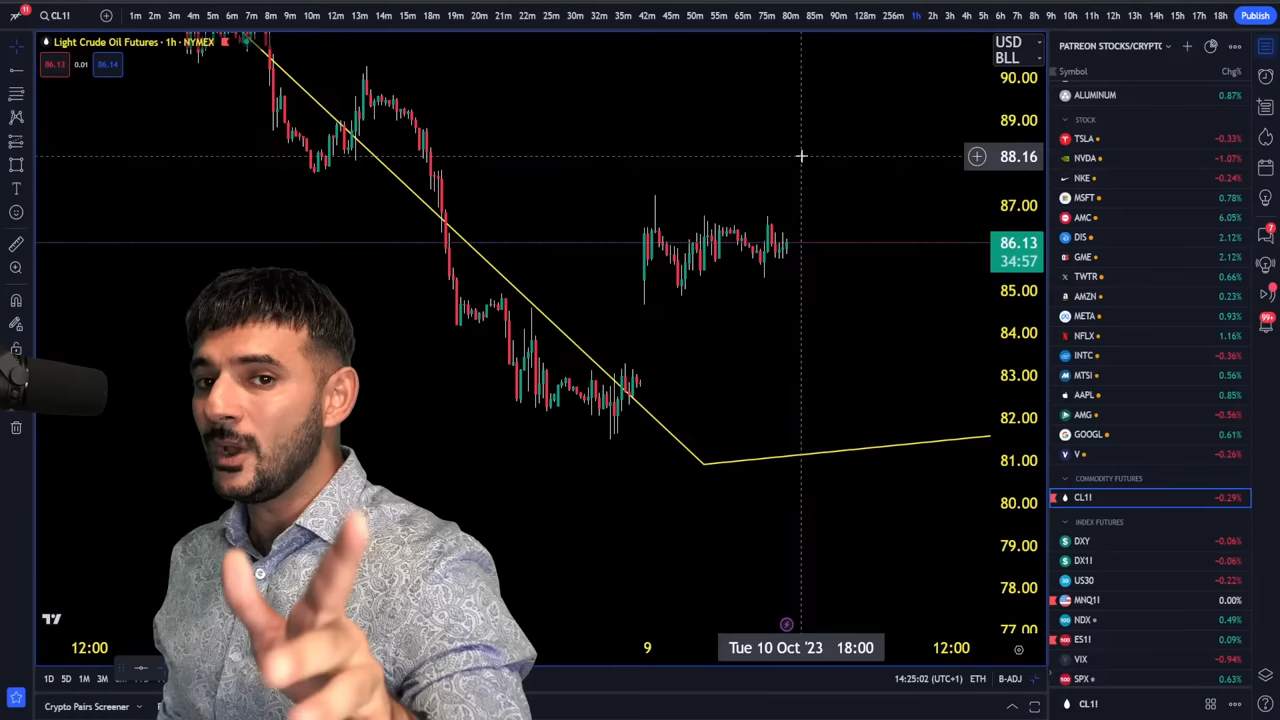 11
CL1!
1m 2m 3m 4m 5m 6m 7m 8m 9m 10m 12m 13m 14m 15m 17m 18m 19m 20m 21m 22m 25m 30m 32m 35m 42m 45m 50m 60m 75m 80m 85m 90m 128m 256m 1h 2h 3h 4h 5h 6h 7h 8h 9h 10h 11h 12h 13h 14h 15h 17h 18h
Publish
Light Crude Oil Futures · 1h · NYMEX
86.13 0.01 86.14
USD
BLL
90.00
89.00
88.16
87.00
86.13
34:57
85.00
84.00
83.00
82.00
81.00
80.00
79.00
78.00
77.00
12:00 9 Tue 10 Oct '23 18:00 12:00
1D 5D 1M 3M
14:25:02 (UTC+1) ETH B-ADJ
Crypto Pairs Screener
PATREON STOCKS/CRYPTO
Symbol Chg%
ALUMINUM 0.87%
STOCK
TSLA −0.33%
NVDA −1.07%
NKE −0.24%
MSFT 0.78%
AMC 6.05%
DIS 2.12%
GME 2.12%
TWTR 0.66%
AMZN 0.23%
META 0.93%
NFLX 1.16%
INTC −0.36%
MTSI 0.56%
AAPL 0.85%
AMG −0.56%
GOOGL 0.61%
V −0.26%
COMMODITY FUTURES
CL1! −0.29%
INDEX FUTURES
DXY −0.06%
DX1! −0.06%
US30 −0.22%
MNQ1! 0.00%
NDX 0.49%
ES1! 0.09%
VIX −0.94%
SPX 0.63%
CL1!
7
99+